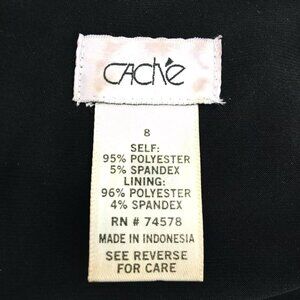 CAché
8
SELF:
95% POLYESTER
5% SPANDEX
LINING:
96% POLYESTER
4% SPANDEX
RN # 74578
MADE IN INDONESIA
SEE REVERSE
FOR CARE